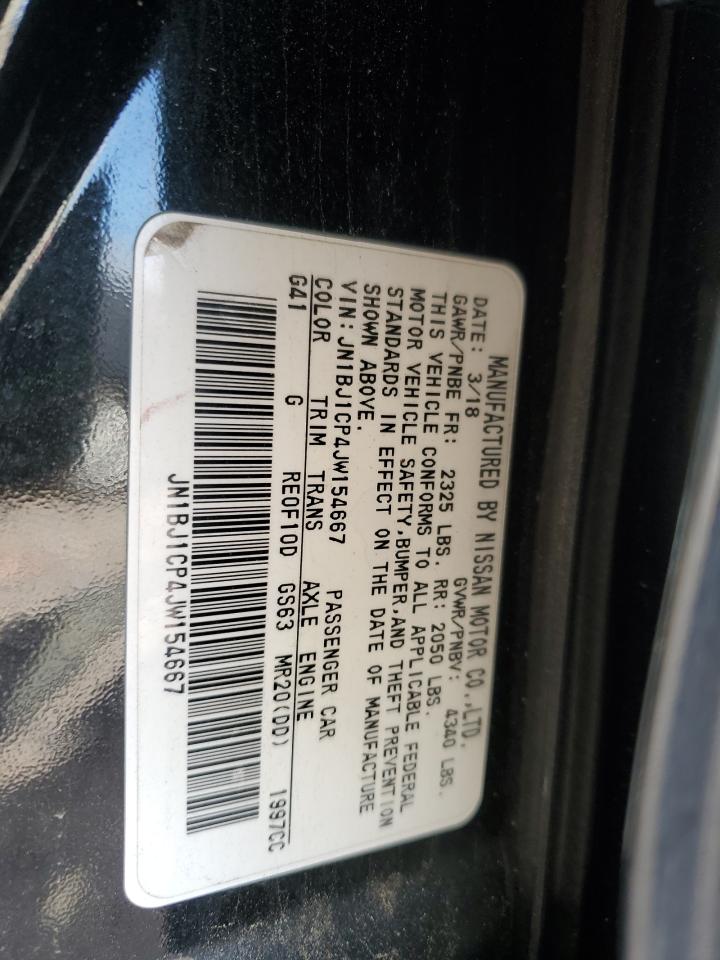 MANUFACTURED BY NISSAN MOTOR CO.,LTD.
DATE: 3/18 GVWR/PNBV: 4340 LBS.
GAWR/PNBE FR: 2325 LBS. RR: 2050 LBS.
THIS VEHICLE CONFORMS TO ALL APPLICABLE FEDERAL
MOTOR VEHICLE SAFETY,BUMPER,AND THEFT PREVENTION
STANDARDS IN EFFECT ON THE DATE OF MANUFACTURE
SHOWN ABOVE.
VIN: JN1BJ1CP4JW154667 PASSENGER CAR
COLOR TRIM TRANS AXLE ENGINE
G41 G RE0F10D GS63 MR20(DD) 1997CC
JN1BJ1CP4JW154667